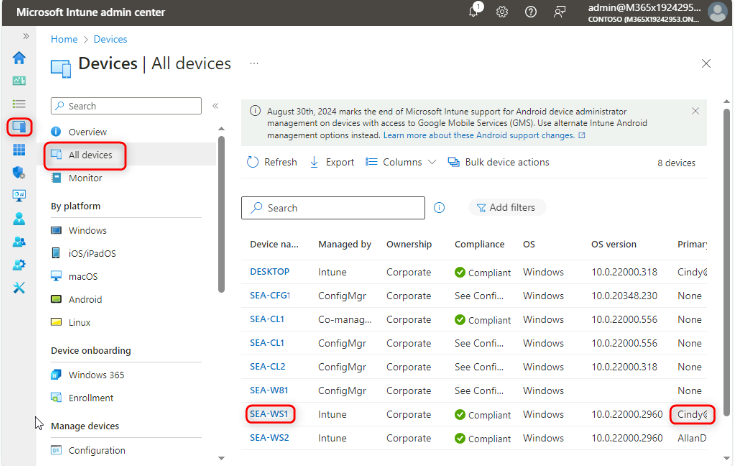 Microsoft Intune admin center
1
admin@M365x1924295...
CONTOSO (M365X19242953.ON...
Home > Devices
Devices | All devices ...
Search
Overview
All devices
Monitor
By platform
Windows
iOS/iPadOS
macOS
Android
Linux
Device onboarding
Windows 365
Enrollment
Manage devices
Configuration
August 30th, 2024 marks the end of Microsoft Intune support for Android device administrator
management on devices with access to Google Mobile Services (GMS). Use alternate Intune Android
management options instead. Learn more about these Android support changes.
Refresh Export Columns Bulk device actions 8 devices
Search Add filters
Device na... Managed by Ownership Compliance OS OS version Primary
DESKTOP Intune Corporate Compliant Windows 10.0.22000.318 Cindy@
SEA-CFG1 ConfigMgr Corporate See Confi... Windows 10.0.20348.230 None
SEA-CL1 Co-manag... Corporate Compliant Windows 10.0.22000.556 None
SEA-CL1 ConfigMgr Corporate See Confi... Windows 10.0.22000.556 None
SEA-CL2 ConfigMgr Corporate See Confi... Windows 10.0.22000.318 None
SEA-W81 ConfigMgr Corporate See Confi... Windows None
SEA-WS1 Intune Corporate Compliant Windows 10.0.22000.2960 Cindy@
SEA-WS2 Intune Corporate Compliant Windows 10.0.22000.2960 AllanD